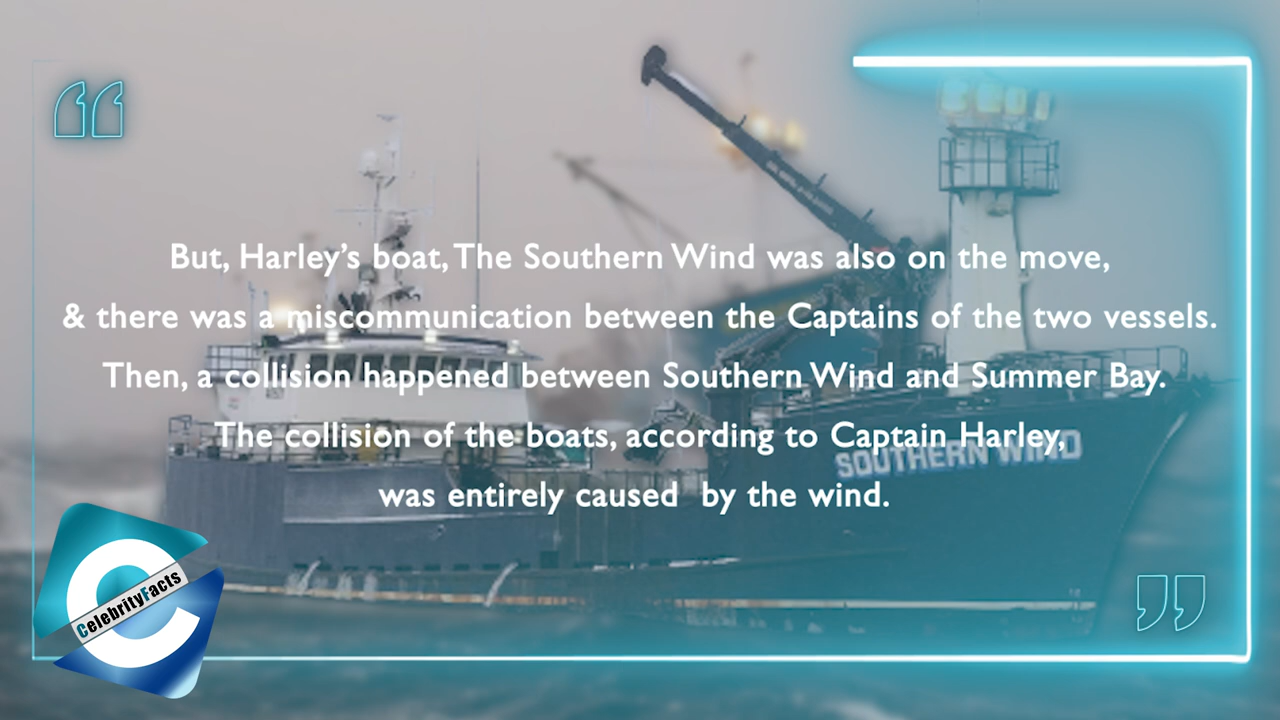 But, Harley's boat, The Southern Wind was also on the move,
& there was a miscommunication between the Captains of the two vessels.
Then, a collision happened between Southern Wind and Summer Bay.
The collision of the boats, according to Captain Harley,
SOUTHERN WIND
was entirely caused by the wind.
CelebrityFacts